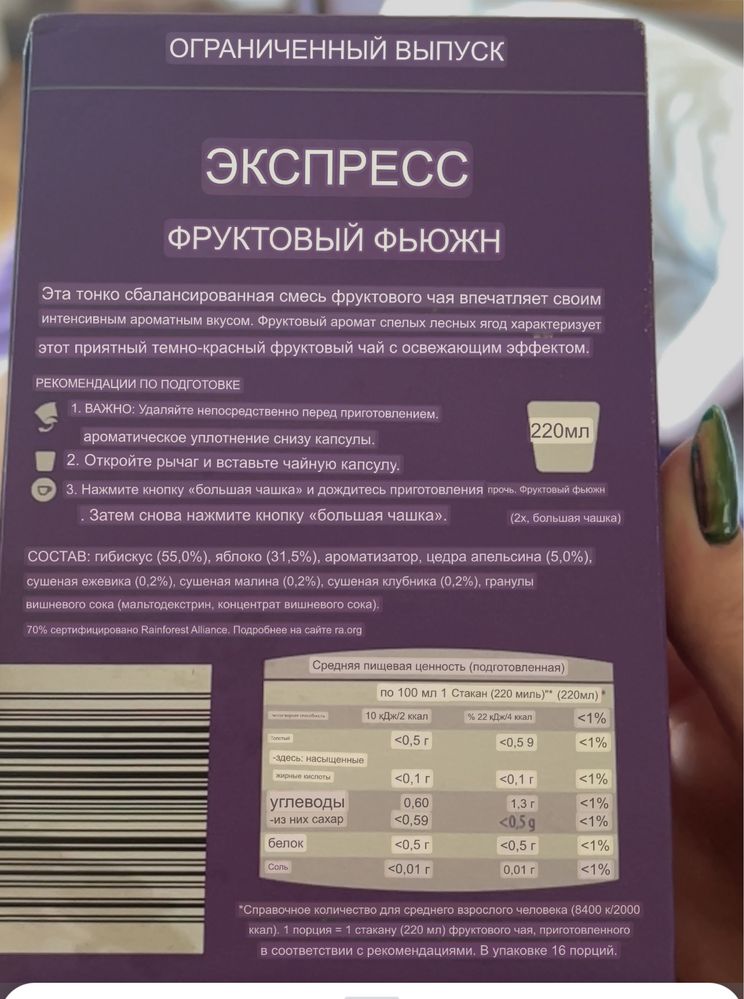 ОГРАНИЧЕННЫЙ ВЫПУСК
ЭКСПРЕСС
ФРУКТОВЫЙ ФЬЮЖН
Эта тонко сбалансированная смесь фруктового чая впечатляет своим
интенсивным ароматным вкусом. Фруктовый аромат спелых лесных ягод характеризует
этот приятный темно-красный фруктовый чай с освежающим эффектом.
РЕКОМЕНДАЦИИ ПО ПОДГОТОВКЕ
1. ВАЖНО: Удаляйте непосредственно перед приготовлением.
ароматическое уплотнение снизу капсулы.
2. Откройте рычаг и вставьте чайную капсулу.
3. Нажмите кнопку «большая чашка» и дождитесь приготовления прочь. Фруктовый фьюжн
. Затем снова нажмите кнопку «большая чашка».
220мл
(2x, большая чашка)
СОСТАВ: гибискус (55,0%), яблоко (31,5%), ароматизатор, цедра апельсина (5,0%),
сушеная ежевика (0,2%), сушеная малина (0,2%), сушеная клубника (0,2%), гранулы
вишневого сока (мальтодекстрин, концентрат вишневого сока).
70% сертифицировано Rainforest Alliance. Подробнее на сайте ra.org
Средняя пищевая ценность (подготовленная)
по 100 мл 1 Стакан (220 миль)"* (220мл) *
10 кДж/2 ккал % 22 кДж/4 ккал <1%
Толстый <0,5 г <0,5 9 <1%
-здесь: насыщенные
жирные кислоты <0,1 г <0,1 г <1%
углеводы 0,60 1,3 г <1%
-из них сахар <0,59 <0,5 g <1%
белок <0,5 г <0,5 г <1%
Соль <0,01 г 0,01 г <1%
*Справочное количество для среднего взрослого человека (8400 к/2000
ккал). 1 порция = 1 стакану (220 мл) фруктового чая, приготовленного
в соответствии с рекомендациями. В упаковке 16 порций.